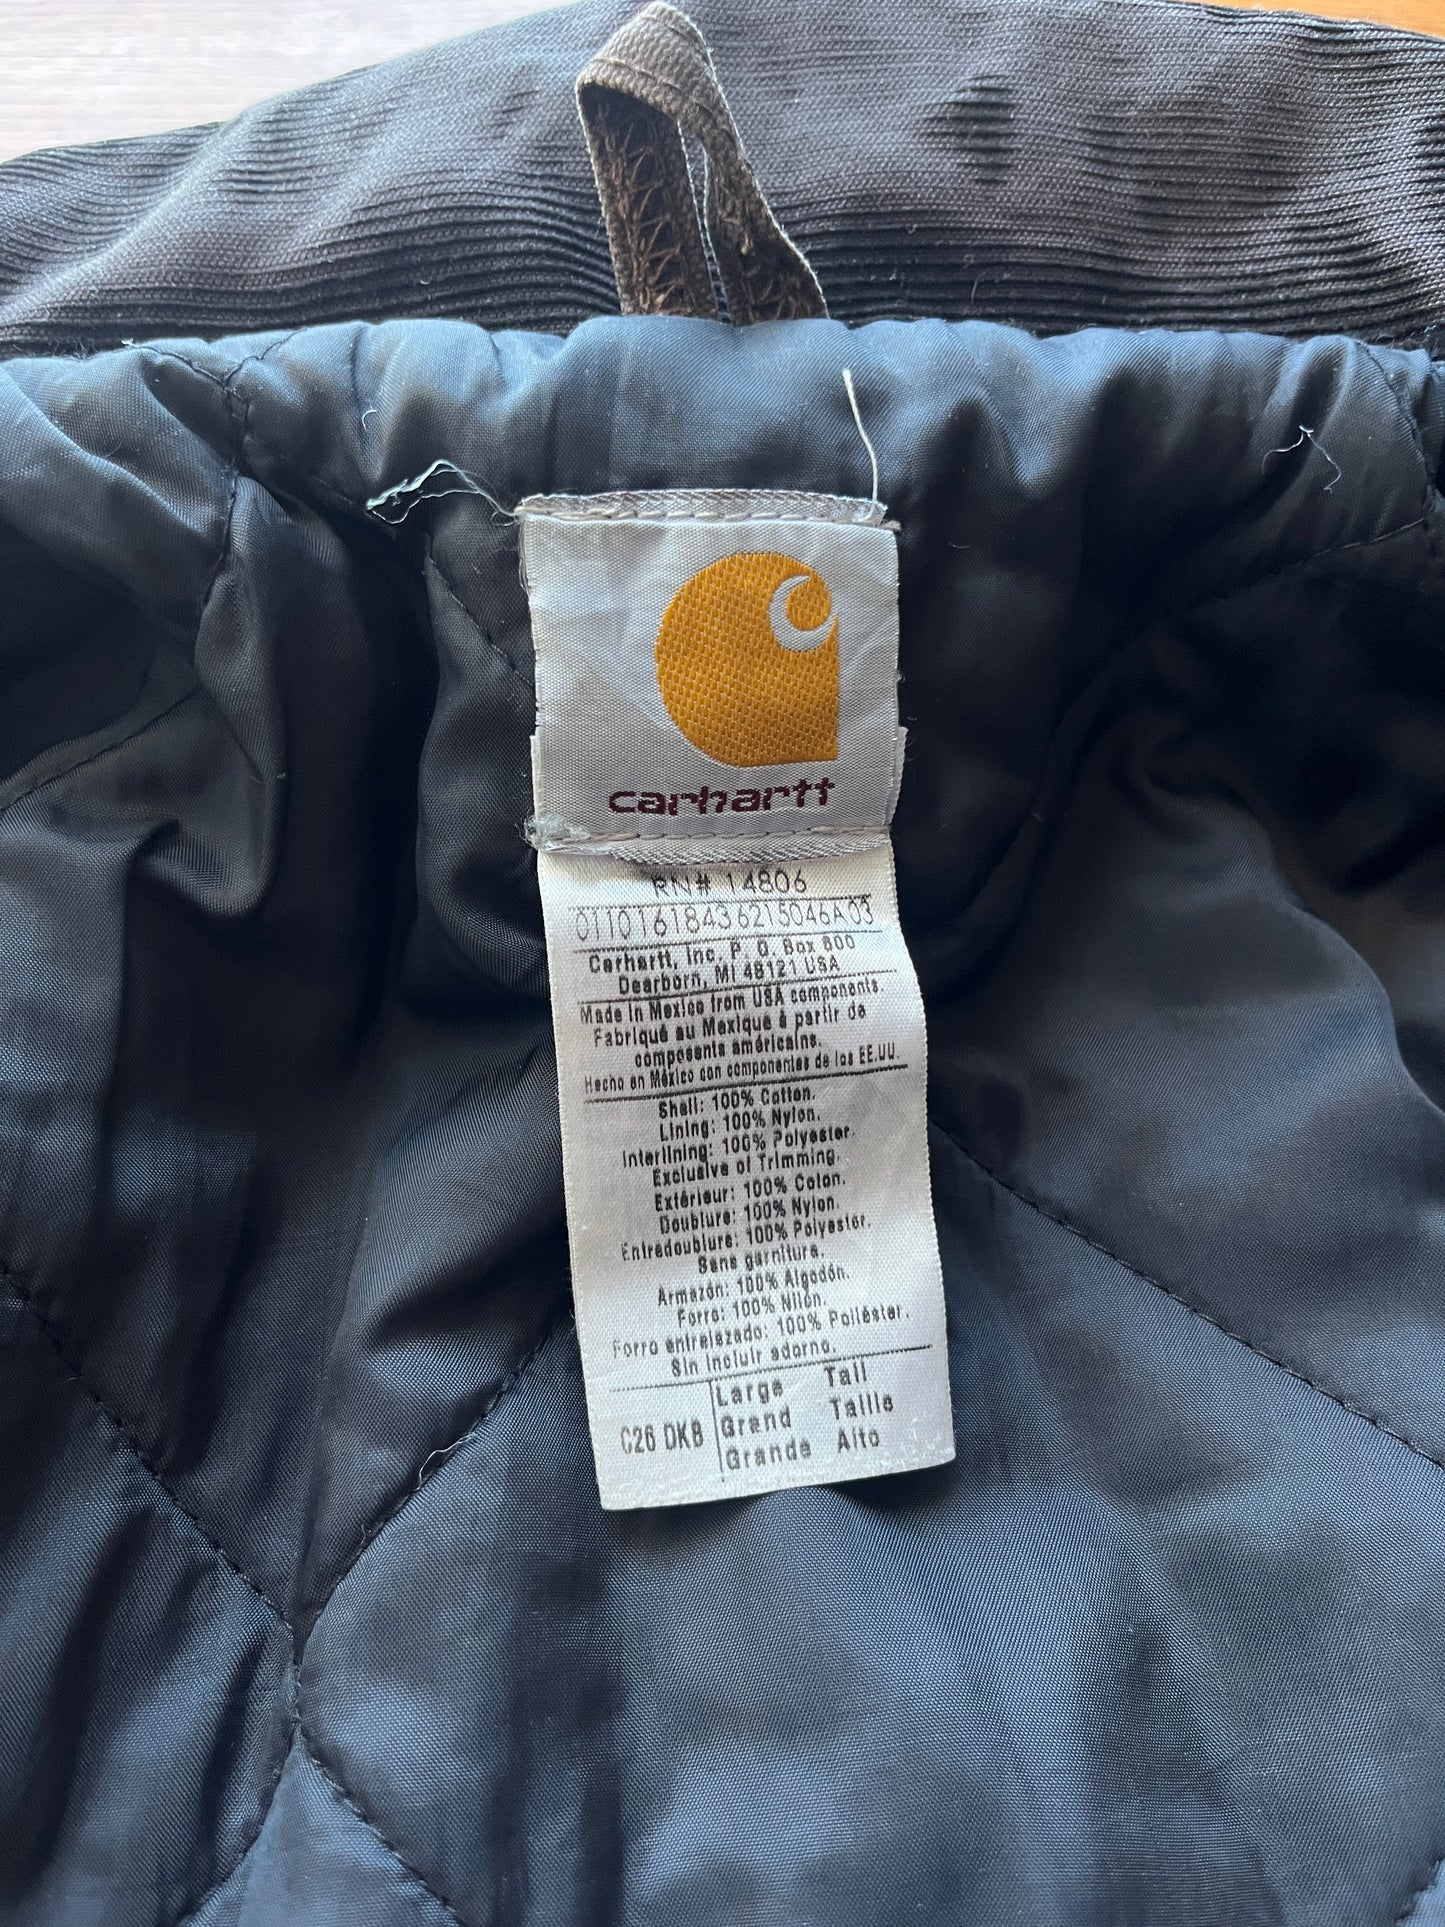 carhartt
RN# 14806
01101618436215046A03
Carhartt, Inc. P. O. Box 600
Dearborn, MI 48121 USA
Made in Mexico from USA components.
Fabriqué au Mexique à partir de
composents américains.
Hecho en México con componentes de los EE.UU.
Shell: 100% Cotton.
Lining: 100% Nylon.
Interlining: 100% Polyester.
Exclusive of Trimming.
Extérieur: 100% Coton.
Doublure: 100% Nylon.
Entredoublure: 100% Polyester.
Sans garniture.
Armazón: 100% Algodón.
Forro: 100% Nilón.
Forro entrelazado: 100% Poliéster.
Sin incluir adorno.
C26 DKB
Large Tall
Grand Taille
Grande Alto